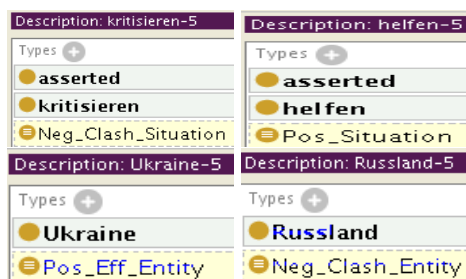 Description: kritisieren-5
Types
asserted
kritisieren
Neg_Clash_Situation
Description: helfen-5
Types
asserted
helfen
Pos_Situation
Description: Ukraine-5
Types
Ukraine
Pos_Eff_Entity
Description: Russland-5
Types
Russland
Neg_Clash_Entity